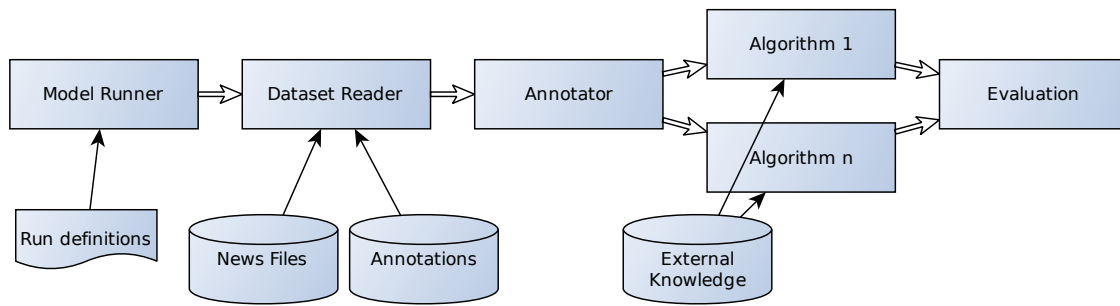 Algorithm 1
Model Runner
Dataset Reader
Annotator
Evaluation
Algorithm n
Run definitions
News Files
Annotations
External
Knowledge